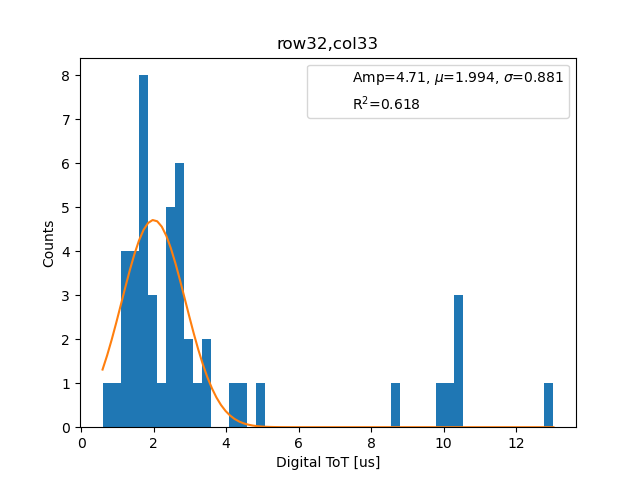 row32,col33
Amp=4.71, μ=1.994, σ=0.881
R²=0.618
8
7
6
5
4
3
2
1
0
Counts
0 2 4 6 8 10 12
Digital ToT [us]